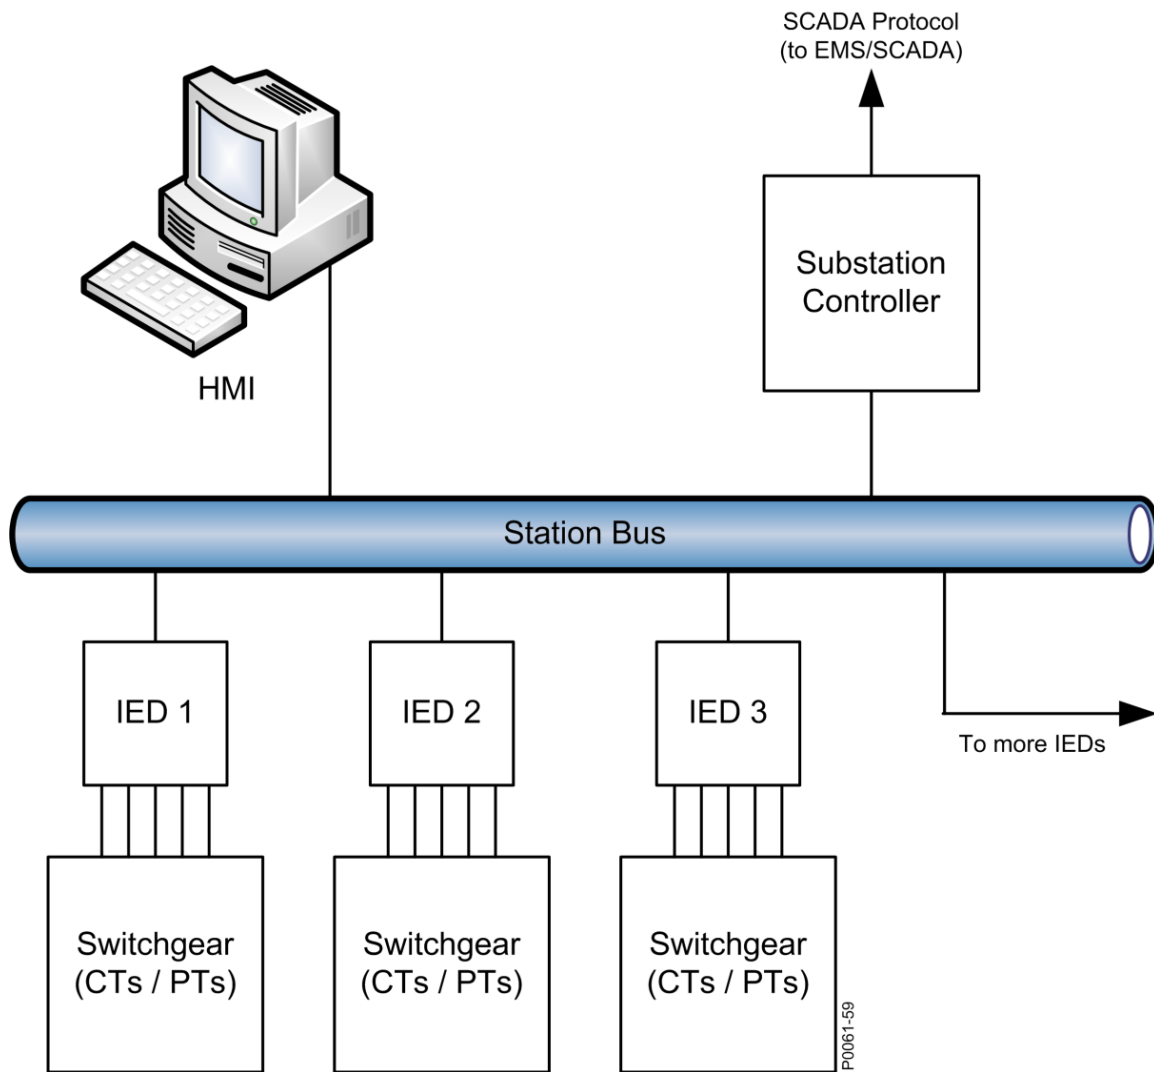 SCADA Protocol
(to EMS/SCADA)
Substation
Controller
HMI
Station Bus
IED 1
IED 2
IED 3
To more IEDs
Switchgear
(CTs / PTs)
Switchgear
(CTs / PTs)
Switchgear
(CTs / PTs)
P0061-59